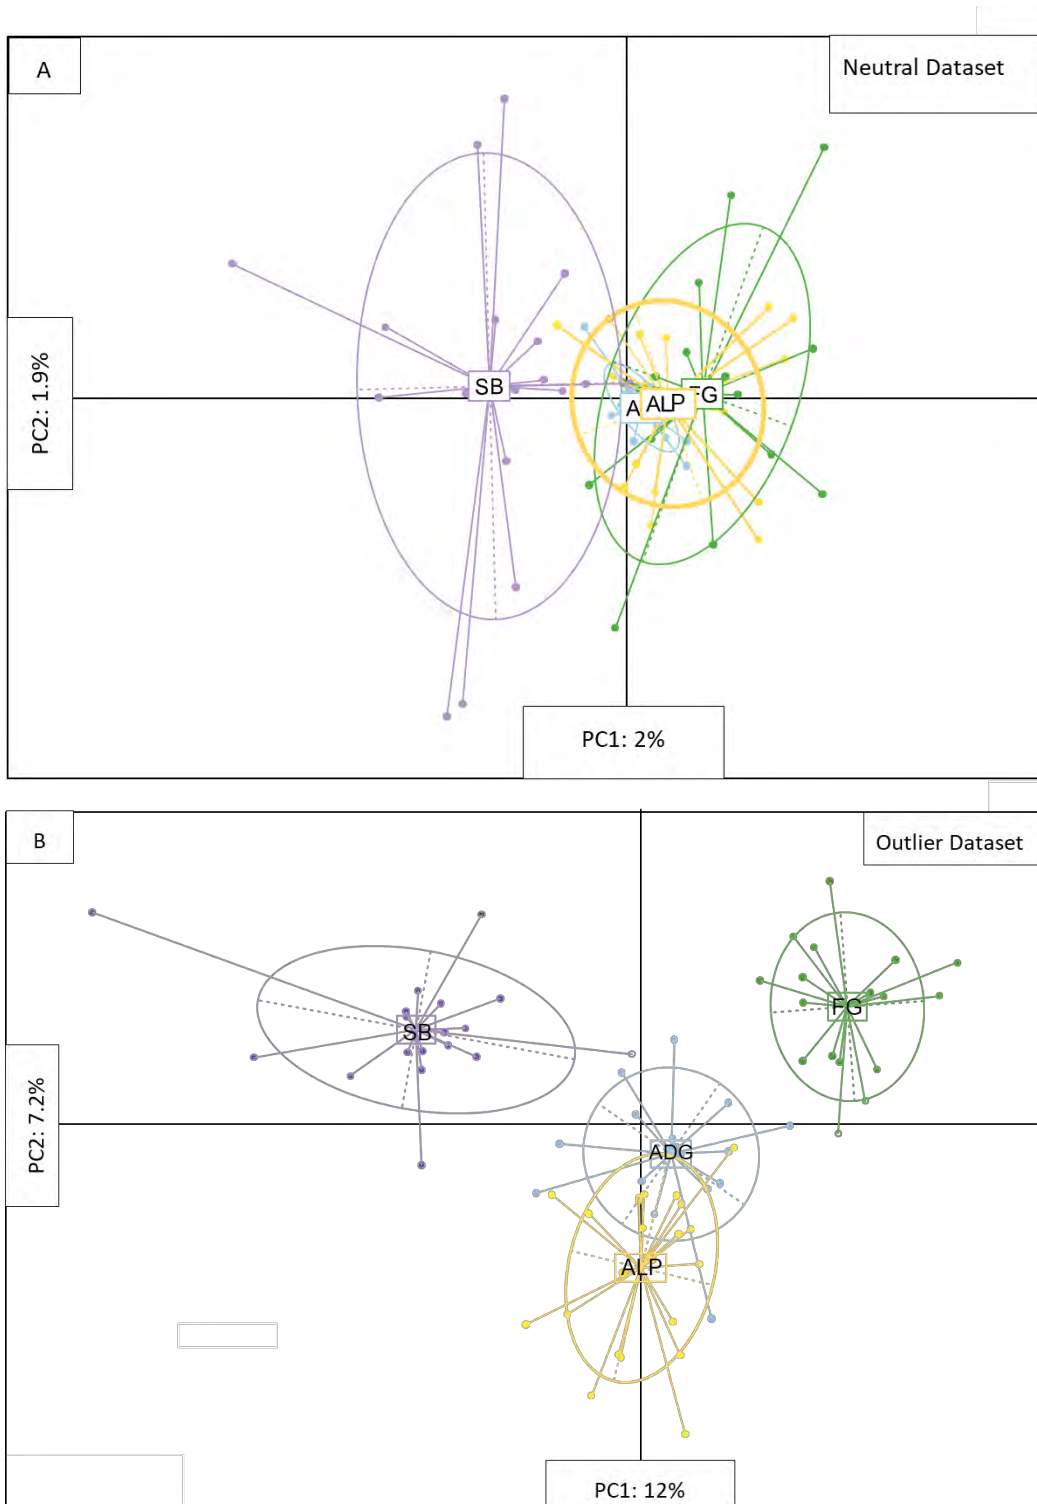 A
Neutral Dataset
PC2: 1.9%
SB
A
ALP
FG
PC1: 2%
B
Outlier Dataset
PC2: 7.2%
SB
FG
ADG
ALP
PC1: 12%